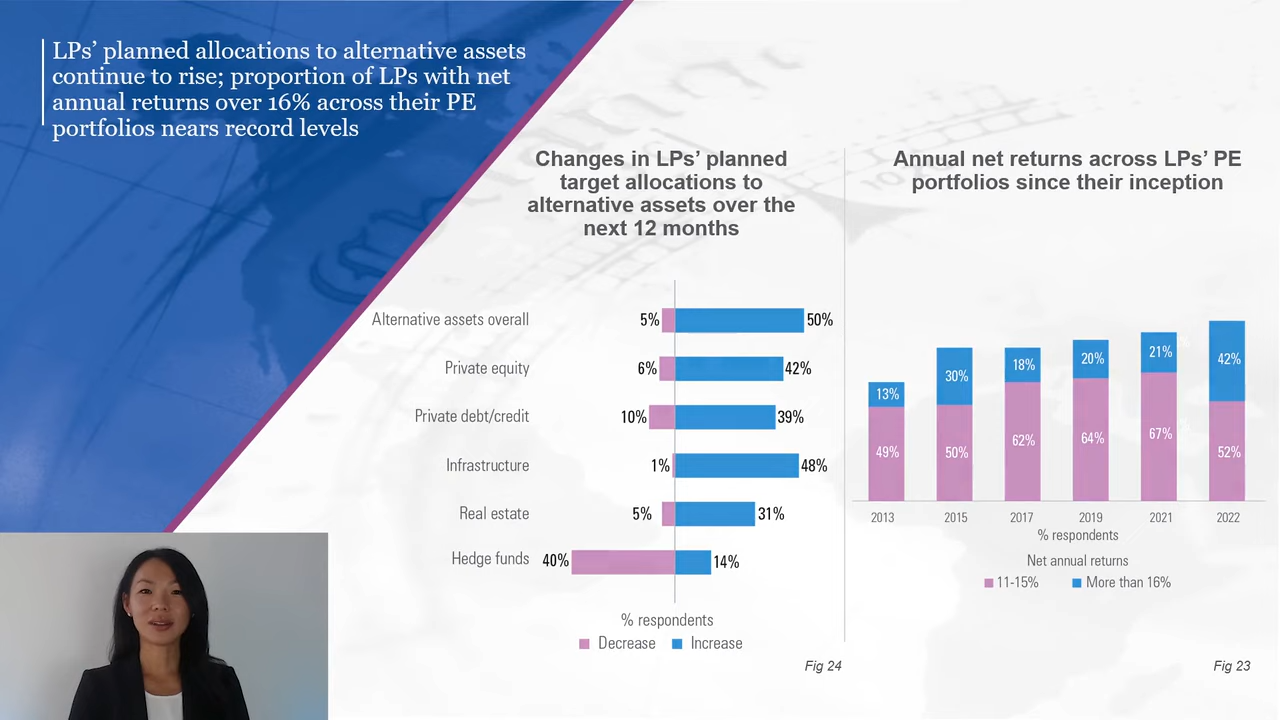 LPs’ planned allocations to alternative assets
continue to rise; proportion of LPs with net
annual returns over 16% across their PE
portfolios nears record levels
Changes in LPs’ planned
target allocations to
alternative assets over the
next 12 months
Alternative assets overall 5% 50%
Private equity 6% 42%
Private debt/credit 10% 39%
Infrastructure 1% 48%
Real estate 5% 31%
Hedge funds 40% 14%
% respondents
Decrease Increase
Fig 24
Annual net returns across LPs’ PE
portfolios since their inception
13% 30% 18% 20% 21% 42%
49% 50% 62% 64% 67% 52%
2013 2015 2017 2019 2021 2022
% respondents
Net annual returns
11-15% More than 16%
Fig 23